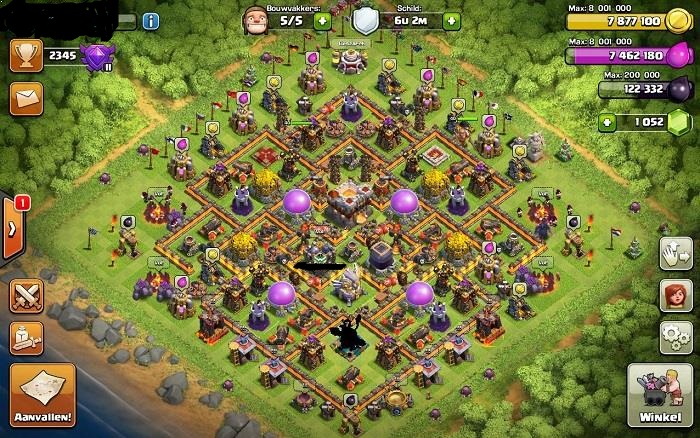 Bouwvakkers:
5/5
Schild:
6u 2m
Max: 8 001 000
7 877 100
2345
Max: 8 001 000
7 462 180
11
Max: 200 000
122 332
1 052
1
Aanvallen!
Winkel